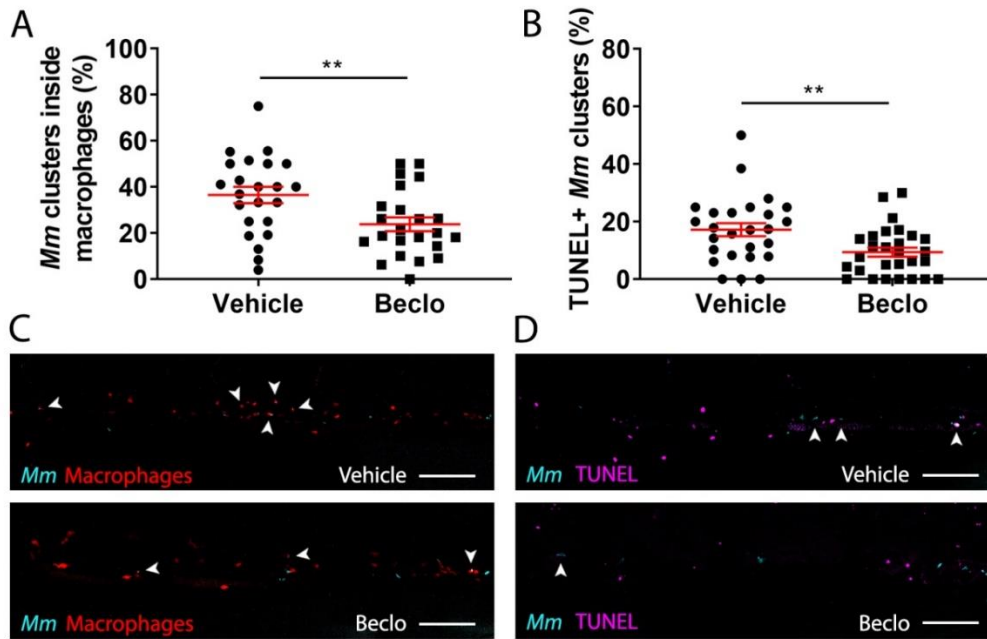 A
Mm clusters inside
macrophages (%)
100
80
60
40
20
0
**
Vehicle
Beclo
B
TUNEL+ Mm clusters (%)
80
60
40
20
0
**
Vehicle
Beclo
C
Mm Macrophages
Vehicle
Mm Macrophages
Beclo
D
Mm TUNEL
Vehicle
Mm TUNEL
Beclo